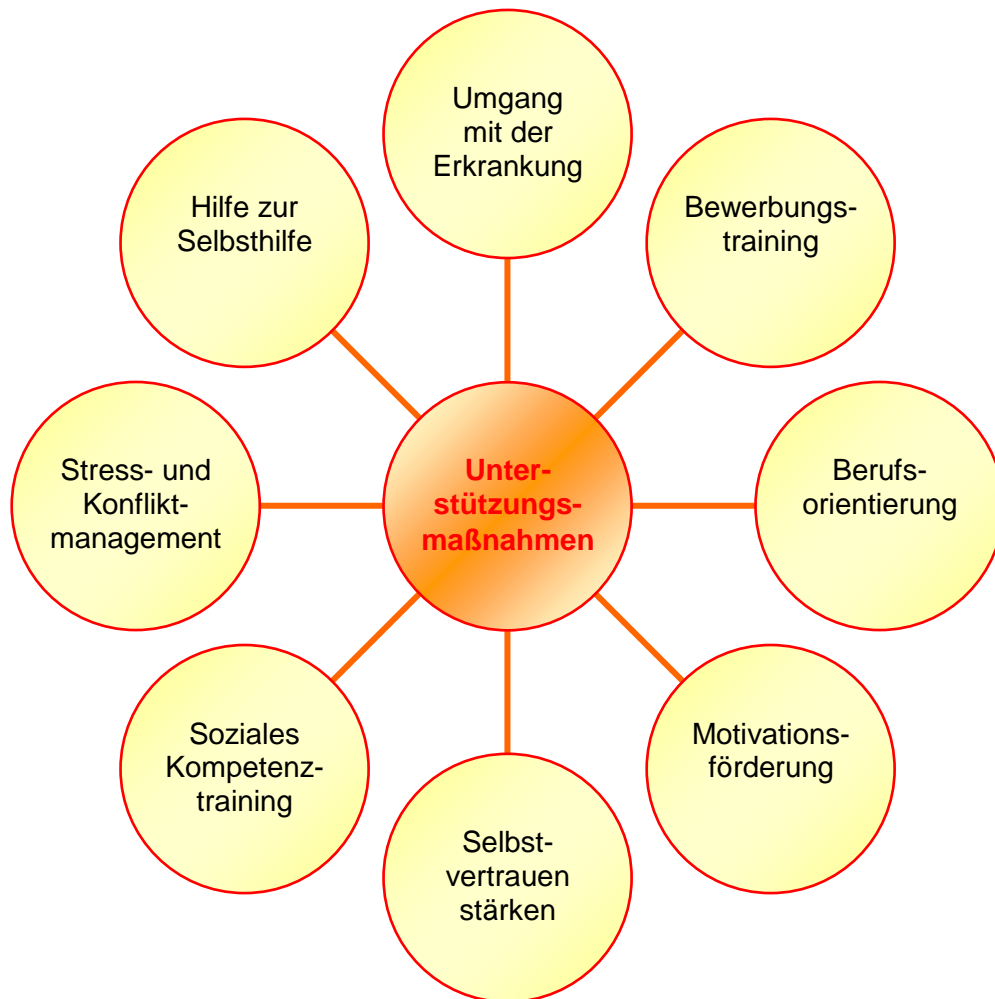 Umgang
mit der
Erkrankung
Bewerbungs-
training
Berufs-
orientierung
Motivations-
förderung
Selbst-
vertrauen
stärken
Soziales
Kompetenz-
training
Stress- und
Konflikt-
management
Hilfe zur
Selbsthilfe
Unter-
stützungs-
maßnahmen